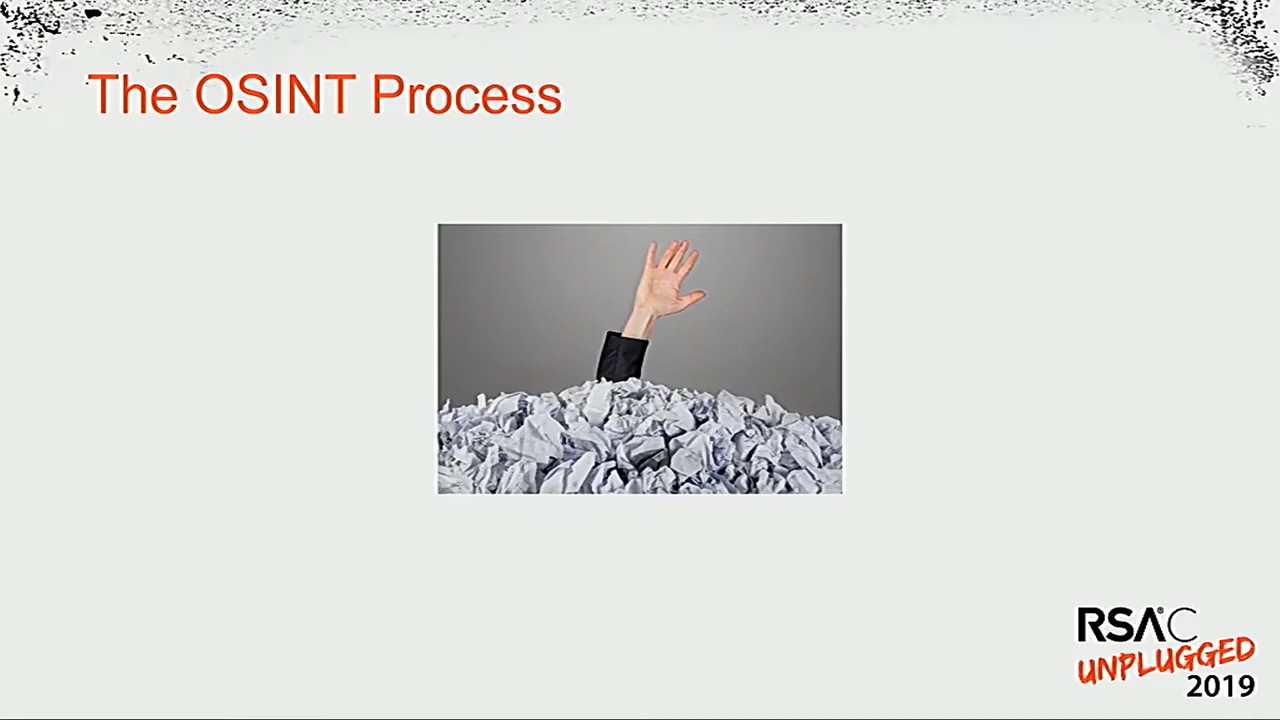 The OSINT Process
RSAC
UNPLUGGED
2019